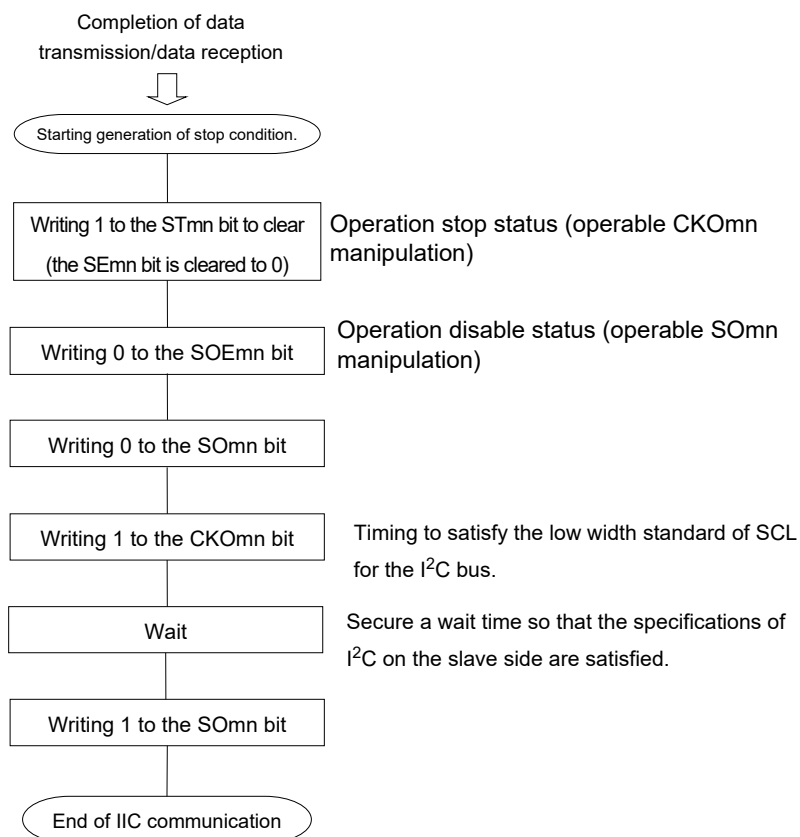 Completion of data
transmission/data reception
Starting generation of stop condition.
Writing 1 to the STmn bit to clear
(the SEmn bit is cleared to 0)
Operation stop status (operable CKOmn
manipulation)
Writing 0 to the SOEmn bit
Operation disable status (operable SOmn
manipulation)
Writing 0 to the SOmn bit
Writing 1 to the CKOmn bit
Timing to satisfy the low width standard of SCL
for the I²C bus.
Wait
Secure a wait time so that the specifications of
I²C on the slave side are satisfied.
Writing 1 to the SOmn bit
End of IIC communication